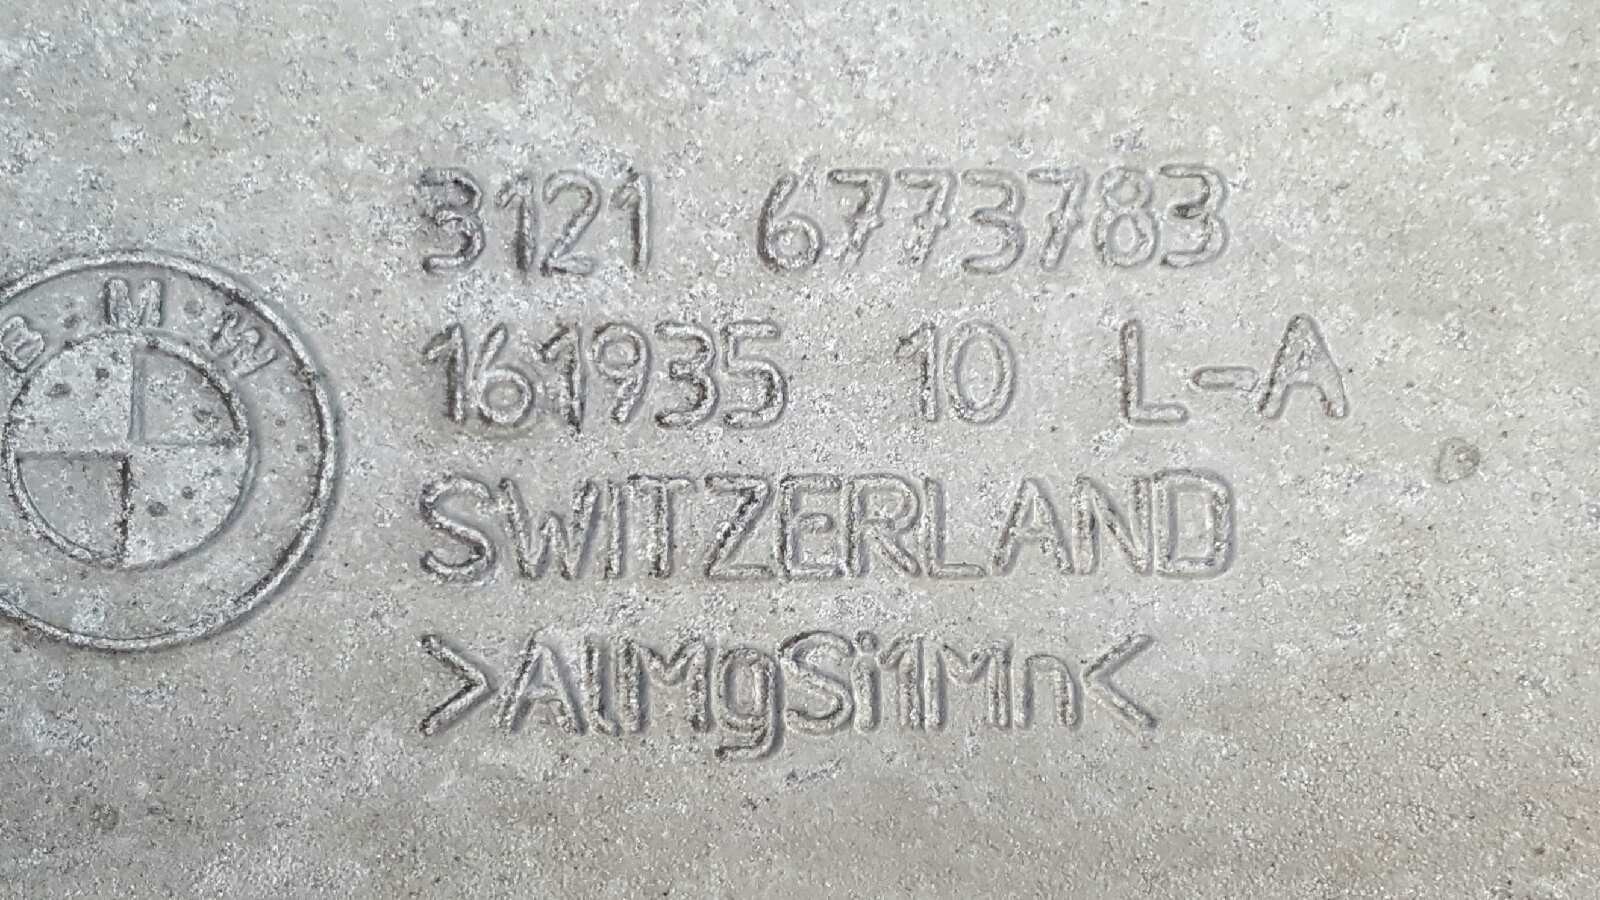 B·M·W
3121 6773783
161935 10 L-A
SWITZERLAND
>AlMgSi1Mn<